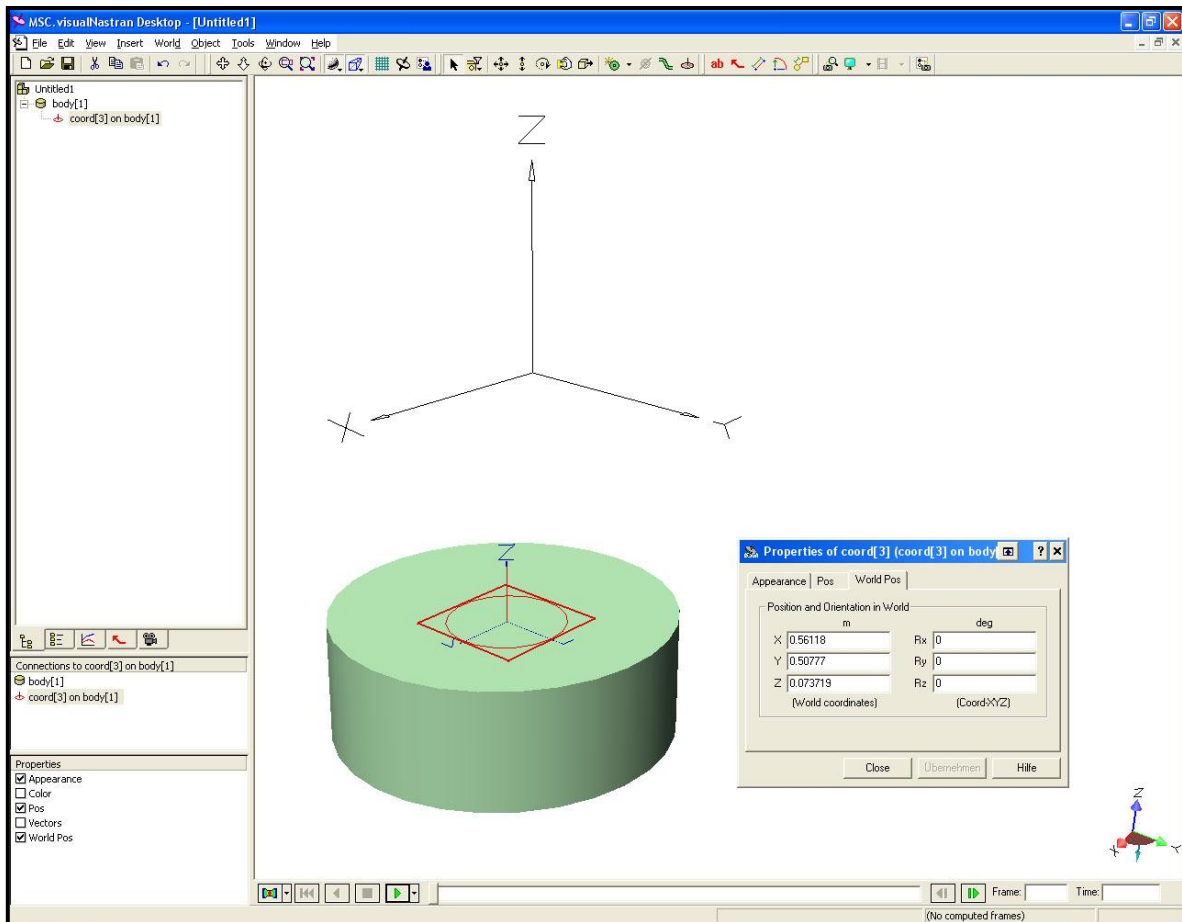 MSC.visualNastran Desktop - [Untitled1]
File Edit View Insert World Object Tools Window Help
ab
Untitled1
body[1]
coord[3] on body[1]
Z
X
Y
Z
Connections to coord[3] on body[1]
body[1]
coord[3] on body[1]
Properties
Appearance
Color
Pos
Vectors
World Pos
Properties of coord[3] (coord[3] on body
Appearance Pos World Pos
Position and Orientation in World
m deg
X 0.56118 Rx 0
Y 0.50777 Ry 0
Z 0.073719 Rz 0
(World coordinates) (Coord-XYZ)
Close Übernehmen Hilfe
Z
X Y
Frame: Time:
(No computed frames)